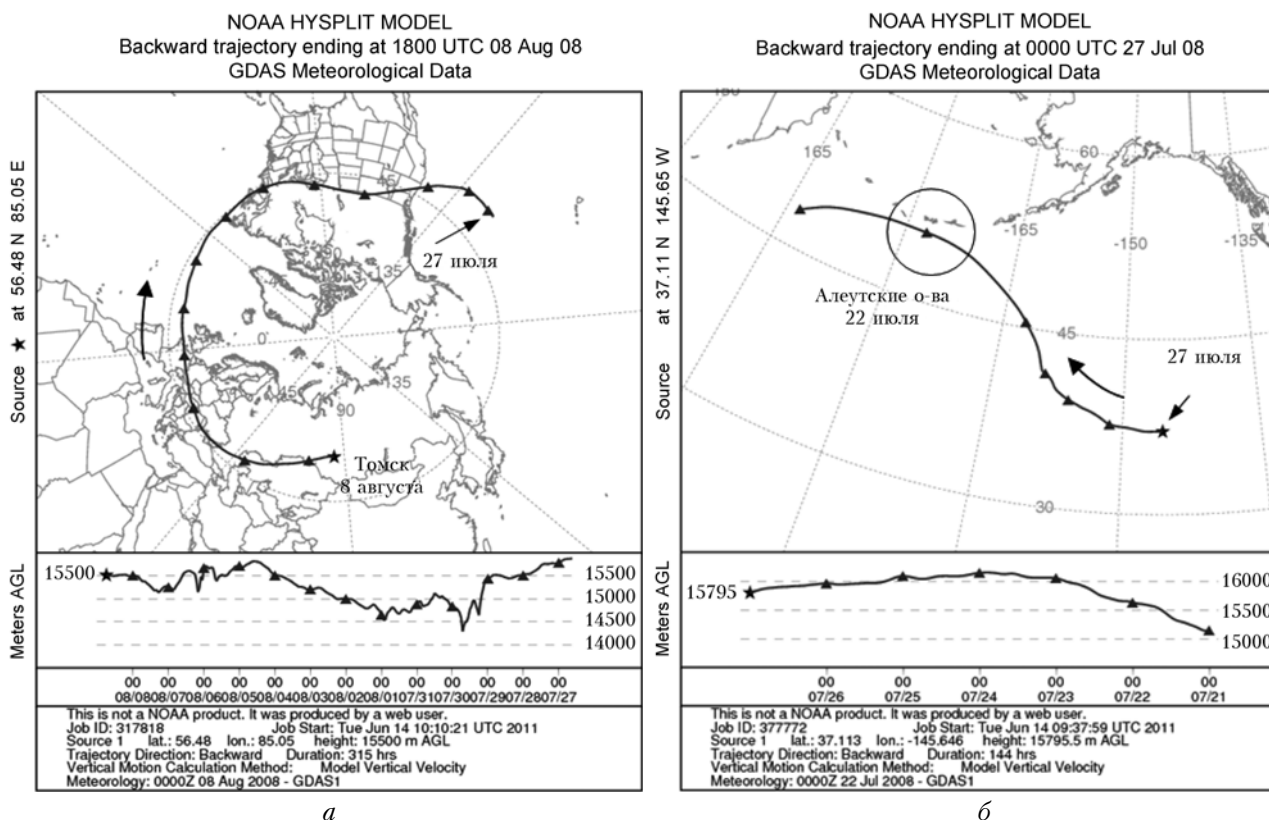 NOAA HYSPLIT MODEL
Backward trajectory ending at 1800 UTC 08 Aug 08
GDAS Meteorological Data
Source ★ at 56.48 N 85.05 E
45
27 июля
135
0
45
135
90
Томск
8 августа
Meters AGL
15500
15500
15000
14500
14000
00 00 00 00 00 00 00 00 00 00 00 00 00
08/08 08/07 08/06 08/05 08/04 08/03 08/02 08/01 07/31 07/30 07/29 07/28 07/27
This is not a NOAA product. It was produced by a web user.
Job ID: 317818 Job Start: Tue Jun 14 10:10:21 UTC 2011
Source 1 lat.: 56.48 lon.: 85.05 height: 15500 m AGL
Trajectory Direction: Backward Duration: 315 hrs
Vertical Motion Calculation Method: Model Vertical Velocity
Meteorology: 0000Z 08 Aug 2008 - GDAS1
а
NOAA HYSPLIT MODEL
Backward trajectory ending at 0000 UTC 27 Jul 08
GDAS Meteorological Data
Source at 37.11 N 145.65 W
165
60
-165
-150
-135
Алеутские о-ва
22 июля
45
27 июля
30
Meters AGL
15795
16000
15500
15000
00 00 00 00 00 00
07/26 07/25 07/24 07/23 07/22 07/21
This is not a NOAA product. It was produced by a web user.
Job ID: 377772 Job Start: Tue Jun 14 09:37:59 UTC 2011
Source 1 lat.: 37.113 lon.: -145.646 height: 15795.5 m AGL
Trajectory Direction: Backward Duration: 144 hrs
Vertical Motion Calculation Method: Model Vertical Velocity
Meteorology: 0000Z 22 Jul 2008 - GDAS1
б